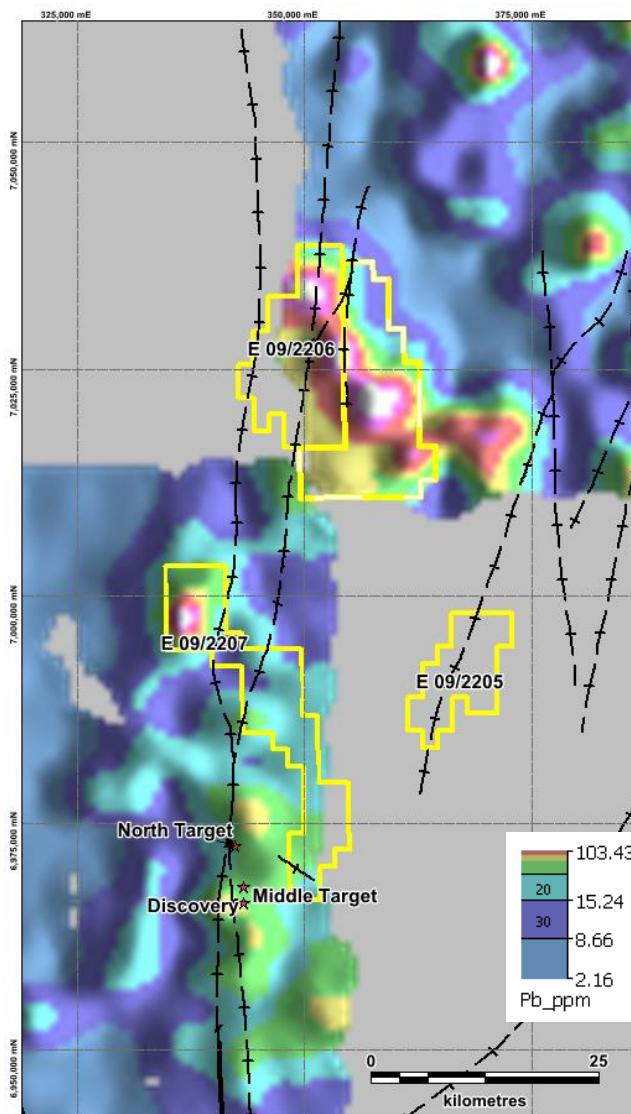 325,000 mE
350,000 mE
375,000 mE
7,050,000 mN
E 09/2206
7,025,000 mN
7,000,000 mN
E 09/2207
E 09/2205
North Target
6,975,000 mN
Middle Target
Discovery
103.43
20
15.24
30
8.66
2.16
Pb_ppm
6,950,000 mN
0 25
kilometres